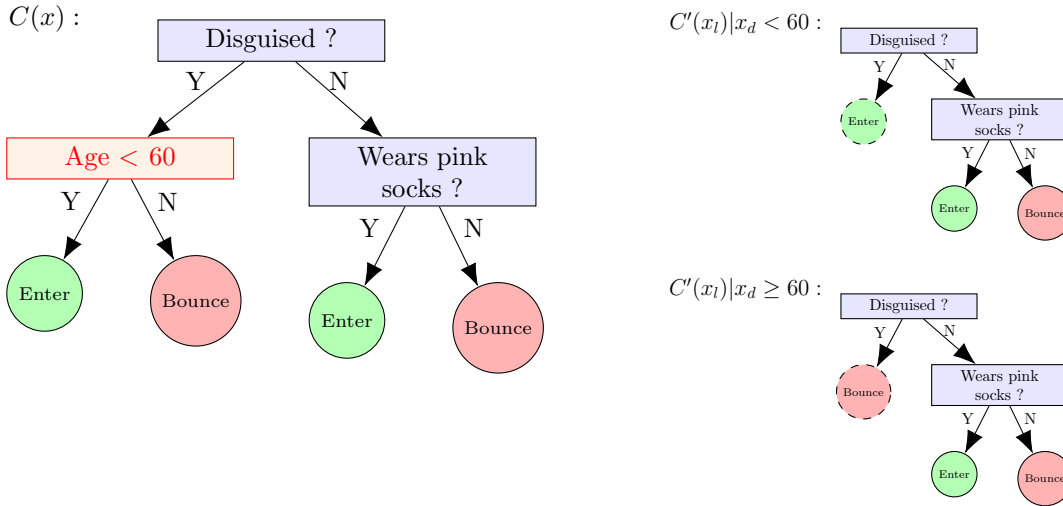 C(x) :
Disguised ?
Y
N
Age < 60
Wears pink
socks ?
Y
N
Y
N
Enter
Bounce
Enter
Bounce
C′(x_l)|x_d < 60 :
Disguised ?
Y
N
Enter
Wears pink
socks ?
Y
N
Enter
Bounce
C′(x_l)|x_d ≥ 60 :
Disguised ?
Y
N
Bounce
Wears pink
socks ?
Y
N
Enter
Bounce